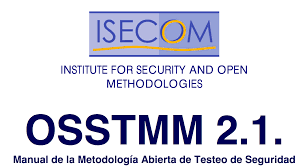 ISECOM
INSTITUTE FOR SECURITY AND OPEN
METHODOLOGIES
OSSTMM 2.1.
Manual de la Metodología Abierta de Testeo de Seguridad